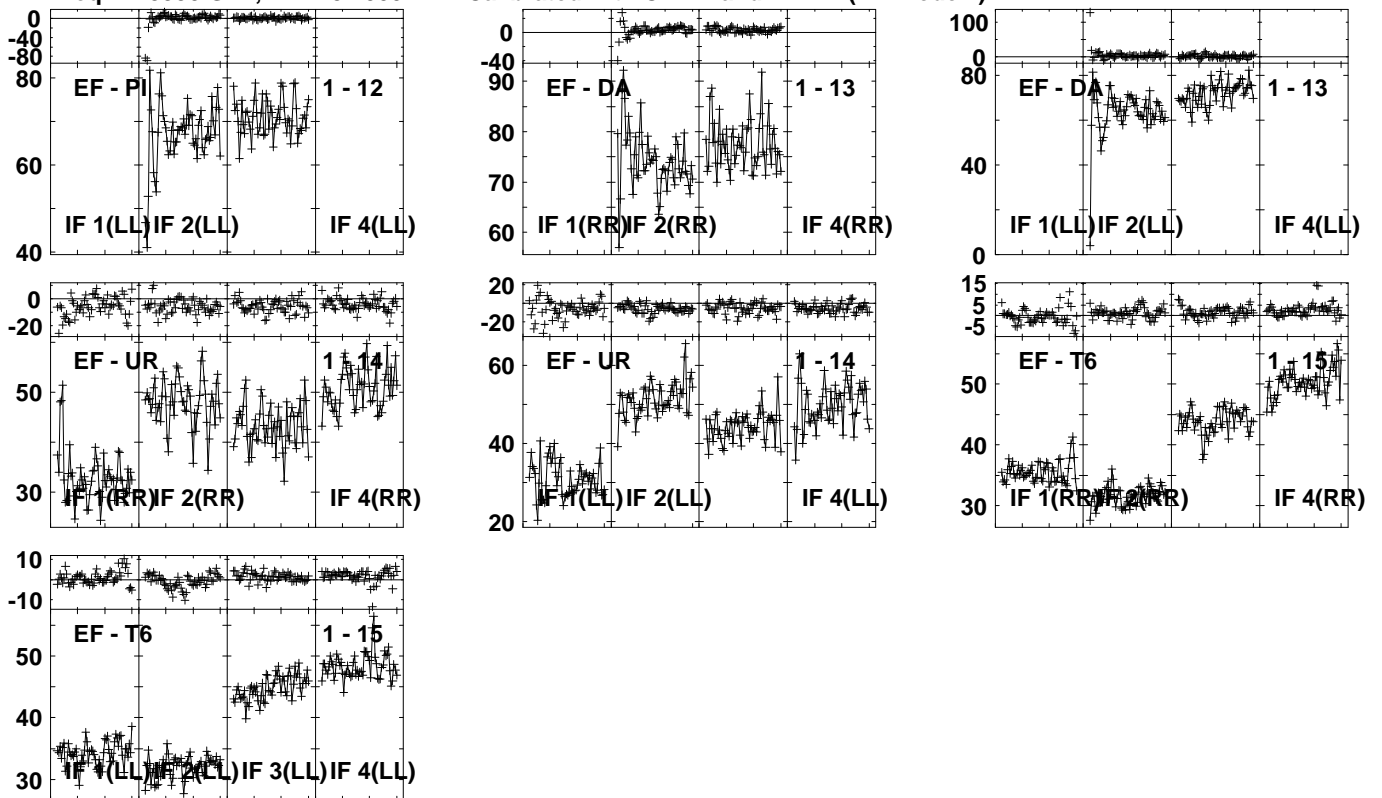 0
-40
-80
80
60
40
EF - PI
1 - 12
IF 1(LL) IF 2(LL)
IF 4(LL)
0
-40
90
80
70
60
EF - DA
1 - 13
IF 1(RR) IF 2(RR)
IF 4(RR)
100
0
80
40
0
EF - DA
1 - 13
IF 1(LL) IF 2(LL)
IF 4(LL)
0
-20
50
30
EF - UR
1 - 14
IF 1(RR) IF 2(RR)
IF 4(RR)
20
-20
60
40
20
EF - UR
1 - 14
IF 1(LL) IF 2(LL)
IF 4(LL)
15
5
-5
50
40
30
EF - T6
1 - 15
IF 1(RR) IF 2(RR)
IF 4(RR)
10
-10
50
40
30
EF - T6
1 - 15
IF 1(LL) IF 2(LL) IF 3(LL) IF 4(LL)